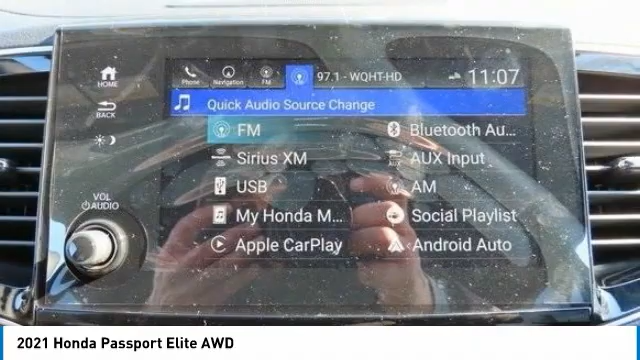 Phone Navigation FM FM 97.1 - WQHT-HD 11:07
HOME
Quick Audio Source Change
BACK
FM
Bluetooth Au...
Sirius XM
AUX Input
USB
AM
VOL
AUDIO
My Honda M...
Social Playlist
Apple CarPlay
Android Auto
2021 Honda Passport Elite AWD